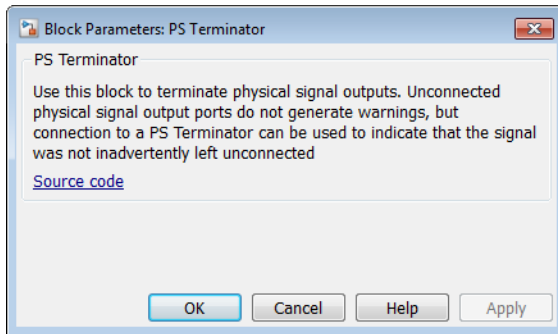 Block Parameters: PS Terminator
PS Terminator
Use this block to terminate physical signal outputs. Unconnected
physical signal output ports do not generate warnings, but
connection to a PS Terminator can be used to indicate that the signal
was not inadvertently left unconnected
Source code
OK Cancel Help Apply